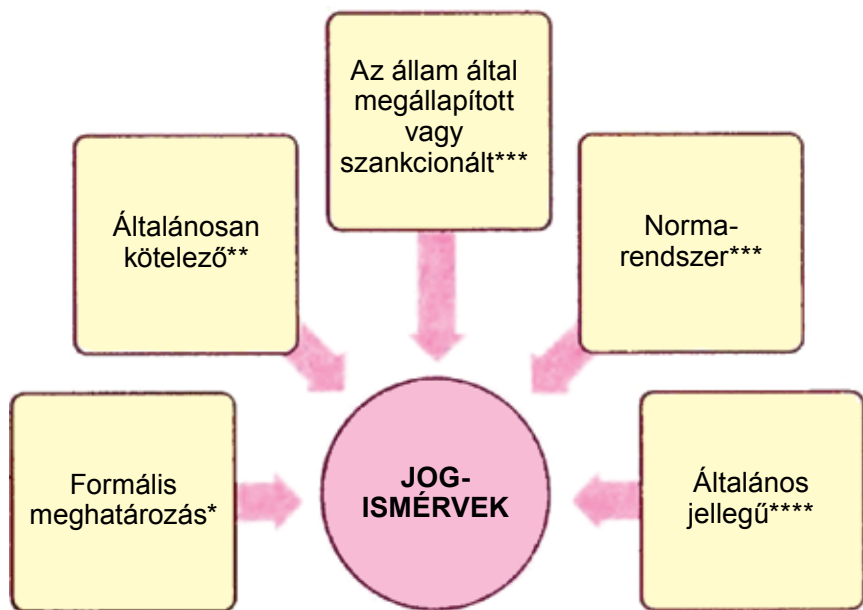 Az állam által
megállapított
vagy
szankcionált***
Általánosan
kötelező**
Norma-
rendszer***
Formális
meghatározás*
JOG-
ISMÉRVEK
Általános
jellegű****